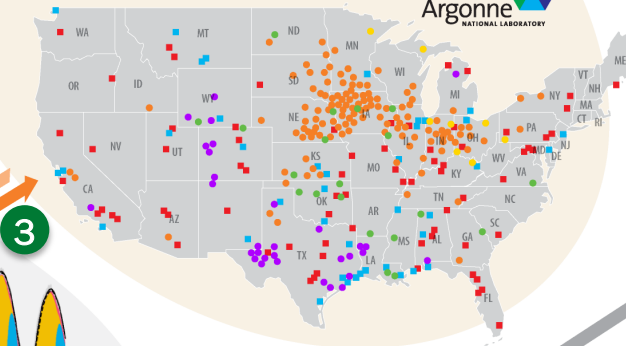 Argonne
NATIONAL LABORATORY
WA
MT
ND
MN
WI
MI
VT
ME
NH
NY
MA
CT
RI
OR
ID
WY
SD
IA
NE
IL
IN
OH
PA
NJ
MD
DE
WV
VA
NV
UT
KS
MO
KY
CA
AZ
OK
AR
TN
NC
SC
TX
LA
MS
AL
GA
FL
3